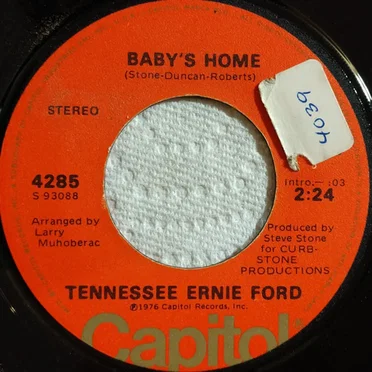 BABY'S HOME
(Stone-Duncan-Roberts)
STEREO
4039
4285
S 93088
Intro.— :03
2:24
Arranged by
Larry
Muhoberac
Produced by
Steve Stone
for CURB-
STONE
PRODUCTIONS
TENNESSEE ERNIE FORD
℗1976 Capitol Records, Inc.
Capitol